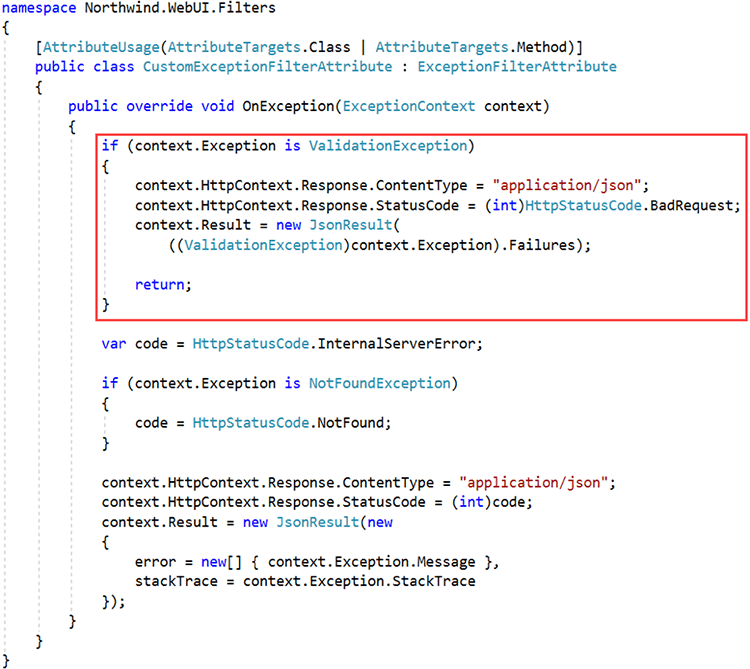 namespace Northwind.WebUI.Filters
{
    [AttributeUsage(AttributeTargets.Class | AttributeTargets.Method)]
    public class CustomExceptionFilterAttribute : ExceptionFilterAttribute
    {
        public override void OnException(ExceptionContext context)
        {
            if (context.Exception is ValidationException)
            {
                context.HttpContext.Response.ContentType = "application/json";
                context.HttpContext.Response.StatusCode = (int)HttpStatusCode.BadRequest;
                context.Result = new JsonResult(
                    ((ValidationException)context.Exception).Failures);

                return;
            }

            var code = HttpStatusCode.InternalServerError;

            if (context.Exception is NotFoundException)
            {
                code = HttpStatusCode.NotFound;
            }

            context.HttpContext.Response.ContentType = "application/json";
            context.HttpContext.Response.StatusCode = (int)code;
            context.Result = new JsonResult(new
            {
                error = new[] { context.Exception.Message },
                stackTrace = context.Exception.StackTrace
            });
        }
    }
}